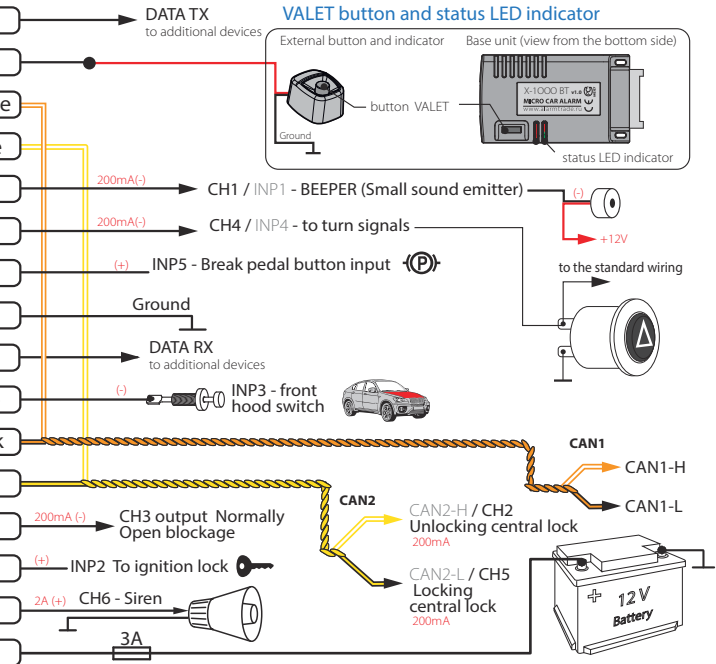 DATA TX
to additional devices
VALET button and status LED indicator
External button and indicator
Base unit (view from the bottom side)
X-1000 BT v1.0
MICRO CAR ALARM
www.alarmtrade.ru
button VALET
Ground
status LED indicator
e
e
200mA(-)
CH1 / INP1 - BEEPER (Small sound emitter)
(-)
+12V
200mA(-)
CH4 / INP4 - to turn signals
(+)
INP5 - Break pedal button input
(P)
to the standard wiring
Ground
DATA RX
to additional devices
(-)
INP3 - front
hood switch
k
CAN1
CAN1-H
CAN1-L
CAN2
CAN2-H / CH2
Unlocking central lock
200mA
200mA (-)
CH3 output Normally
Open blockage
(+)
INP2 To ignition lock
CAN2-L / CH5
Locking
central lock
200mA
2A (+)
CH6 - Siren
3A
+
12 V
Battery